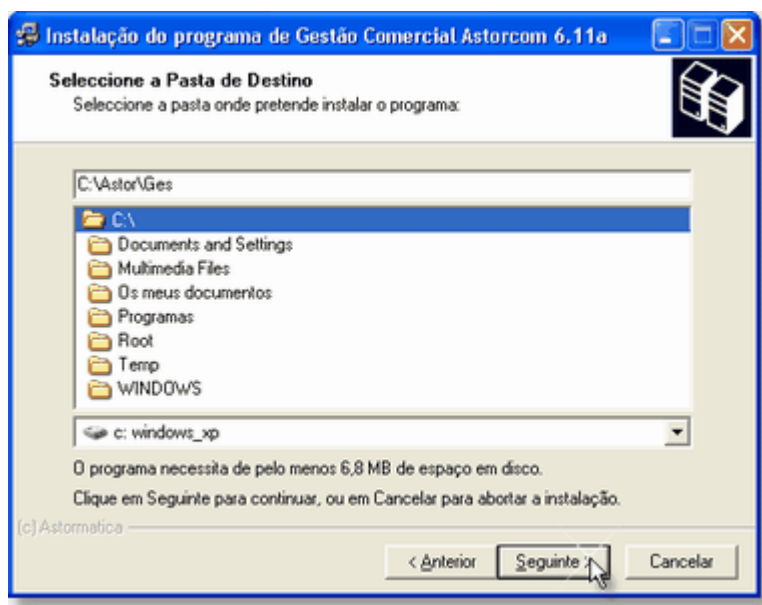 Instalação do programa de Gestão Comercial Astorcom 6.11a
Seleccione a Pasta de Destino
Seleccione a pasta onde pretende instalar o programa:
C:\Astor\Ges
C:\
Documents and Settings
Multimedia Files
Os meus documentos
Programas
Root
Temp
WINDOWS
c: windows_xp
O programa necessita de pelo menos 6,8 MB de espaço em disco.
Clique em Seguinte para continuar, ou em Cancelar para abortar a instalação.
(c) Astormatica
< Anterior Seguinte > Cancelar